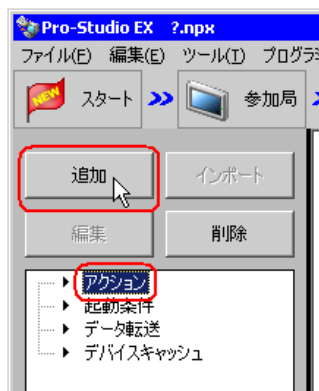 Pro-Studio EX ?.npx
ファイル(F) 編集(E) ツール(T) プログラ
NEW スタート 参加局
追加 インポート
編集 削除
アクション
起動条件
データ転送
デバイスキャッシュ